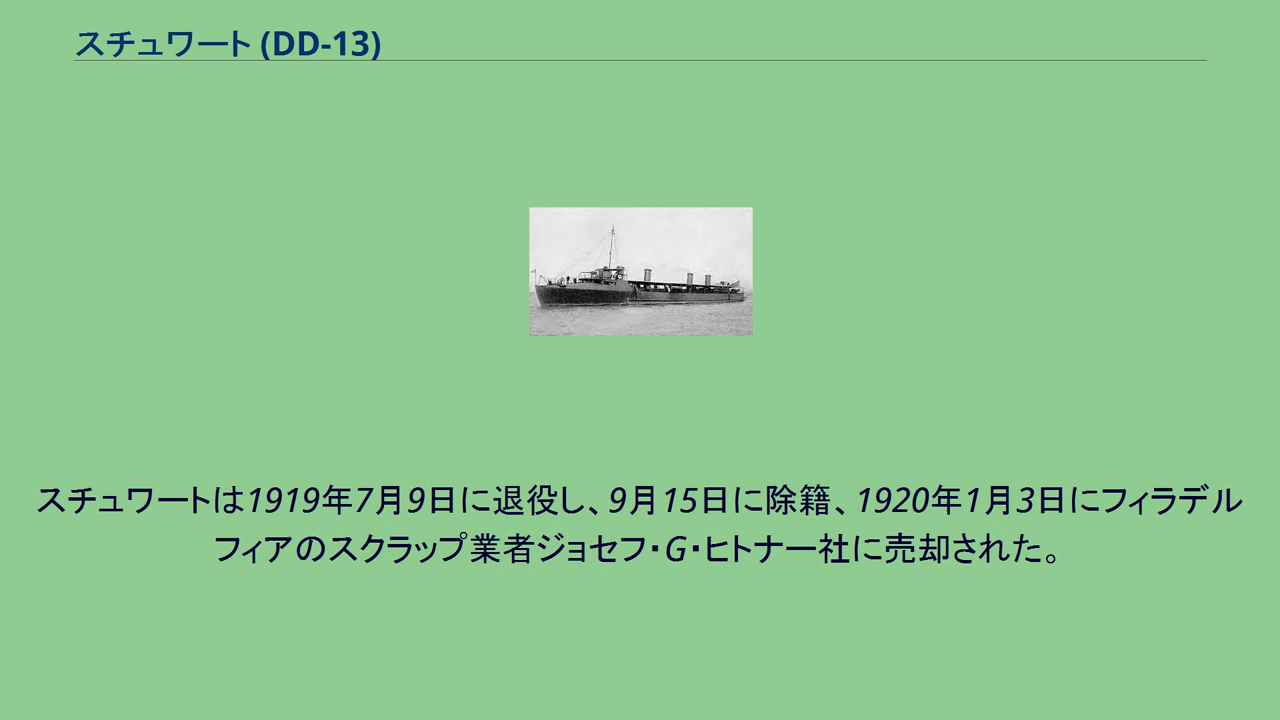 スチュワート (DD-13)
スチュワートは1919年7月9日に退役し、9月15日に除籍、1920年1月3日にフィラデル
フィアのスクラップ業者ジョセフ・G・ヒトナー社に売却された。